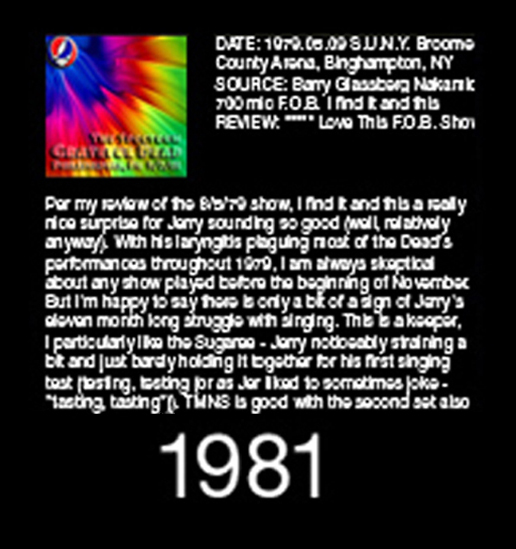 DATE: 1979.05.09 S.U.N.Y. Broome
County Arena, Binghampton, NY
SOURCE: Barry Glassberg Nakamic
700 mic F.O.B. I find it and this
REVIEW: ***** Love This F.O.B. Show
GRATEFUL DEAD
Per my review of the 5/5/79 show, I find it and this a really
nice surprise for Jerry sounding so good (well, relatively
anyway). With his laryngitis plaguing most of the Dead's
performances throughout 1979, I am always skeptical
about any show played before the beginning of November.
But I'm happy to say there is only a bit of a sign of Jerry's
eleven month long struggle with singing. This is a keeper,
I particularly like the Sugaree - Jerry noticeably straining a
bit and just barely holding it together for his first singing
test (testing, testing (or as Jer liked to sometimes joke -
"tasting, tasting"(). TMNS is good with the second set also
1981